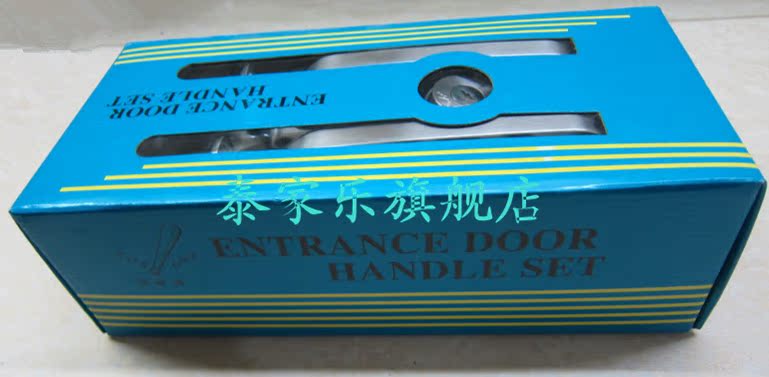 ENTRANCE DOOR
HANDLE SET
泰家乐旗舰店
ENTRANCE DOOR
HANDLE SET